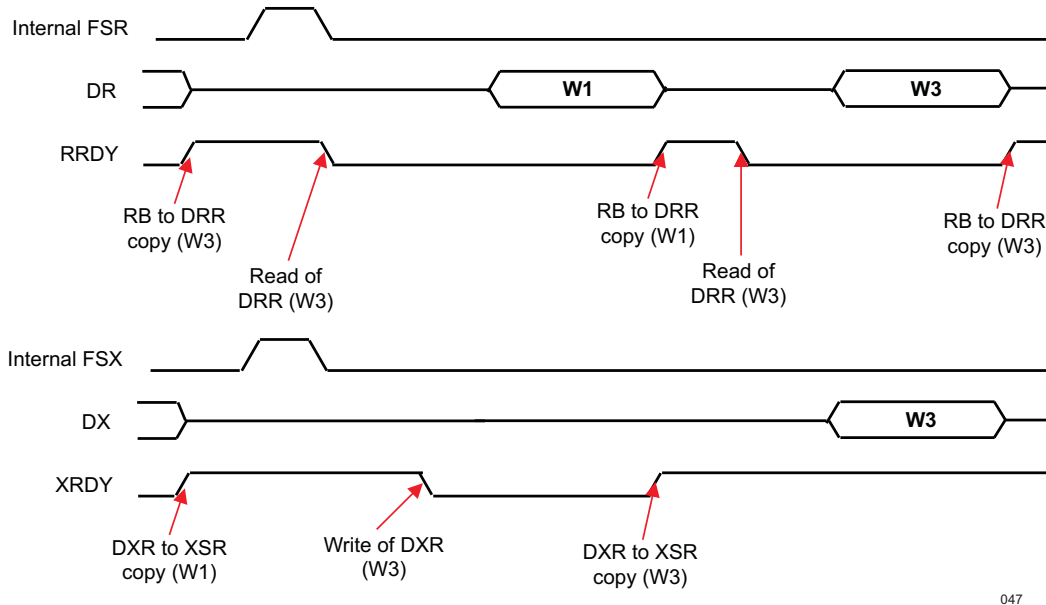 Internal FSR
DR
W1
W3
RRDY
RB to DRR
copy (W3)
Read of
DRR (W3)
RB to DRR
copy (W1)
Read of
DRR (W3)
RB to DRR
copy (W3)
Internal FSX
DX
W3
XRDY
DXR to XSR
copy (W1)
Write of DXR
(W3)
DXR to XSR
copy (W3)
047